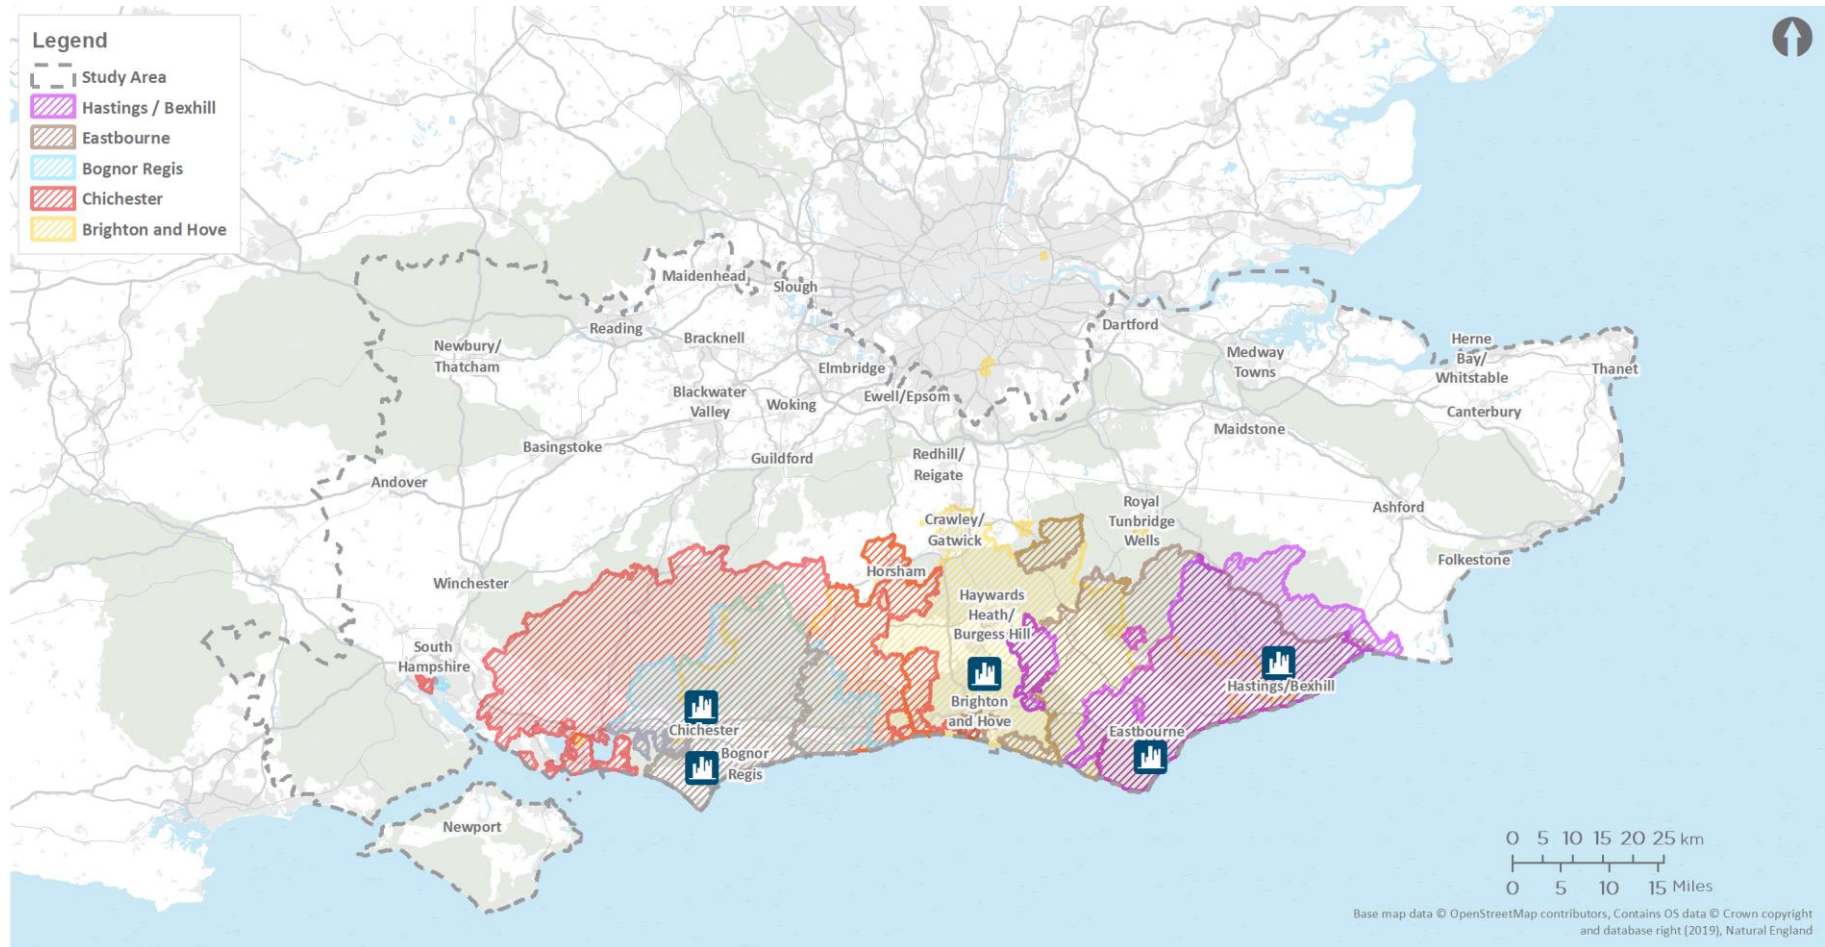 Legend
Study Area
Hastings / Bexhill
Eastbourne
Bognor Regis
Chichester
Brighton and Hove
Maidenhead
Slough
Reading
Bracknell
Newbury/
Thatcham
Elmbridge
Dartford
Medway
Towns
Herne
Bay/
Whitstable
Thanet
Blackwater
Valley
Woking
Ewell/Epsom
Canterbury
Maidstone
Basingstoke
Guildford
Redhill/
Reigate
Andover
Royal
Tunbridge
Wells
Ashford
Crawley/
Gatwick
Folkestone
Winchester
Horsham
Haywards
Heath/
Burgess Hill
South
Hampshire
Hastings/Bexhill
Brighton
and Hove
Chichester
Eastbourne
Bognor
Regis
Newport
0 5 10 15 20 25 km
0 5 10 15 Miles
Base map data © OpenStreetMap contributors, Contains OS data © Crown copyright
and database right (2019), Natural England